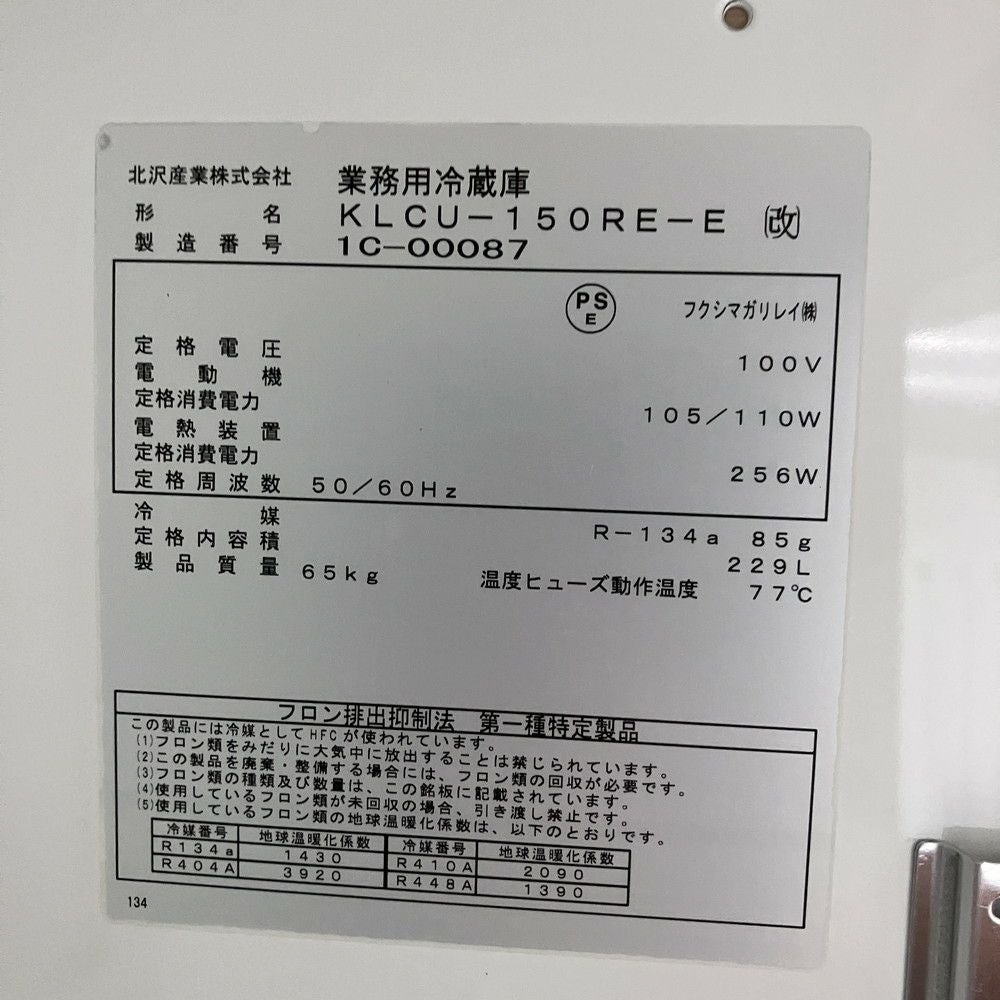 北沢産業株式会社 業務用冷蔵庫
形名 KLCU-150RE-E ㈹
製造番号 1C-00087
PS E フクシマガリレイ㈱
定格電圧 100V
電動機
定格消費電力 105/110W
電熱装置
定格消費電力 256W
定格周波数 50/60Hz
冷媒 R-134a 85g
定格内容積 229L
製品質量 65kg 温度ヒューズ動作温度 77℃
フロン排出抑制法 第一種特定製品
この製品には冷媒としてHFCが使われています。
(1)フロン類をみだりに大気中に放出することは禁じられています。
(2)この製品を廃棄・整備する場合には、フロン類の回収が必要です。
(3)フロン類の種類及び数量は、この銘板に記載されています。
(4)使用しているフロン類が未回収の場合、引き渡し禁止です。
(5)使用しているフロン類の地球温暖化係数は、以下のとおりです。
冷媒番号 地球温暖化係数 冷媒番号 地球温暖化係数
R134a 1430 R410A 2090
R404A 3920 R448A 1390
134